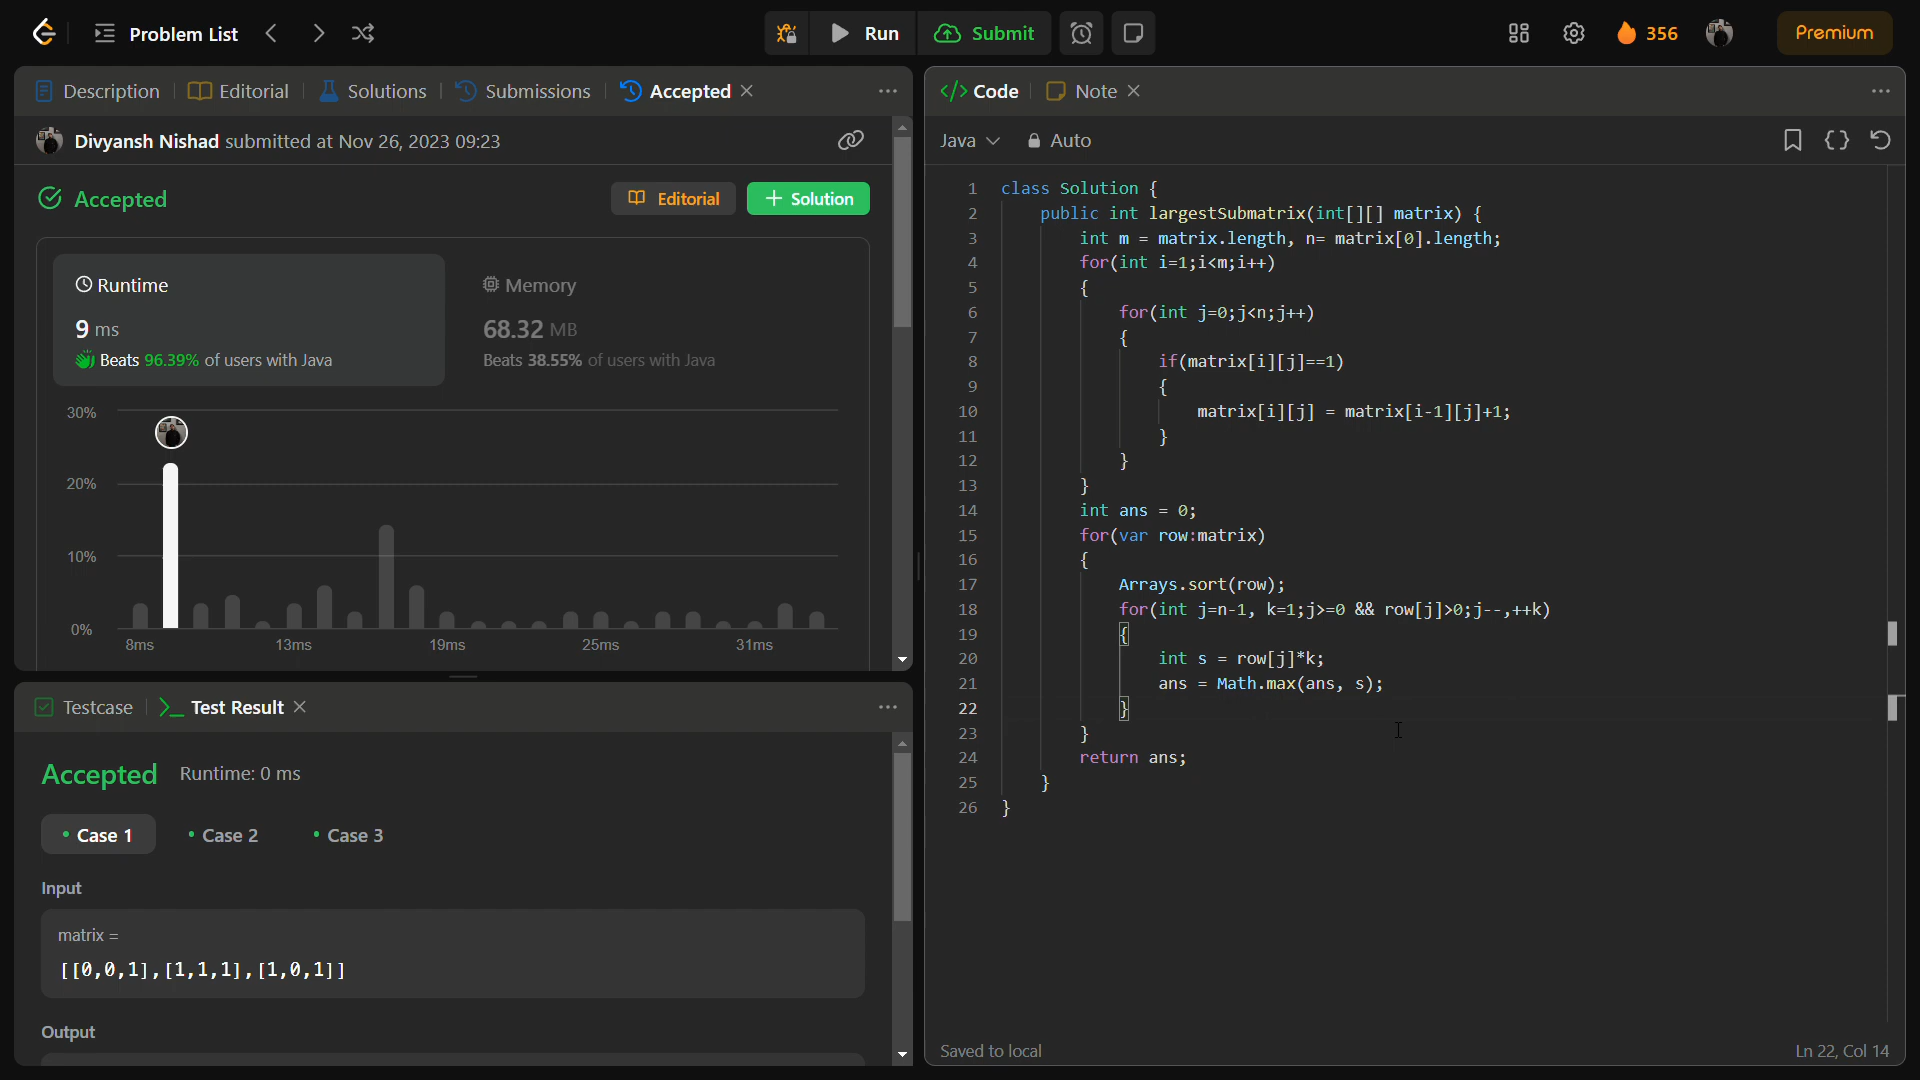 Problem List
Run
Submit
356
Premium
Description
Editorial
Solutions
Submissions
Accepted
Divyansh Nishad submitted at Nov 26, 2023 09:23
Accepted
Editorial
Solution
Runtime
9 ms
Beats 96.39% of users with Java
Memory
68.32 MB
Beats 38.55% of users with Java
30%
20%
10%
0%
8ms 13ms 19ms 25ms 31ms
Testcase
>_ Test Result
Accepted Runtime: 0 ms
• Case 1 • Case 2 • Case 3
Input
matrix =
[[0,0,1],[1,1,1],[1,0,1]]
Output
</> Code
Note
Java
Auto
1 class Solution {
2 public int largestSubmatrix(int[][] matrix) {
3 int m = matrix.length, n= matrix[0].length;
4 for(int i=1;i<m;i++)
5 {
6 for(int j=0;j<n;j++)
7 {
8 if(matrix[i][j]==1)
9 {
10 matrix[i][j] = matrix[i-1][j]+1;
11 }
12 }
13 }
14 int ans = 0;
15 for(var row:matrix)
16 {
17 Arrays.sort(row);
18 for(int j=n-1, k=1;j>=0 && row[j]>0;j--,++k)
19 {
20 int s = row[j]*k;
21 ans = Math.max(ans, s);
22 }
23 }
24 return ans;
25 }
26 }
Saved to local
Ln 22, Col 14